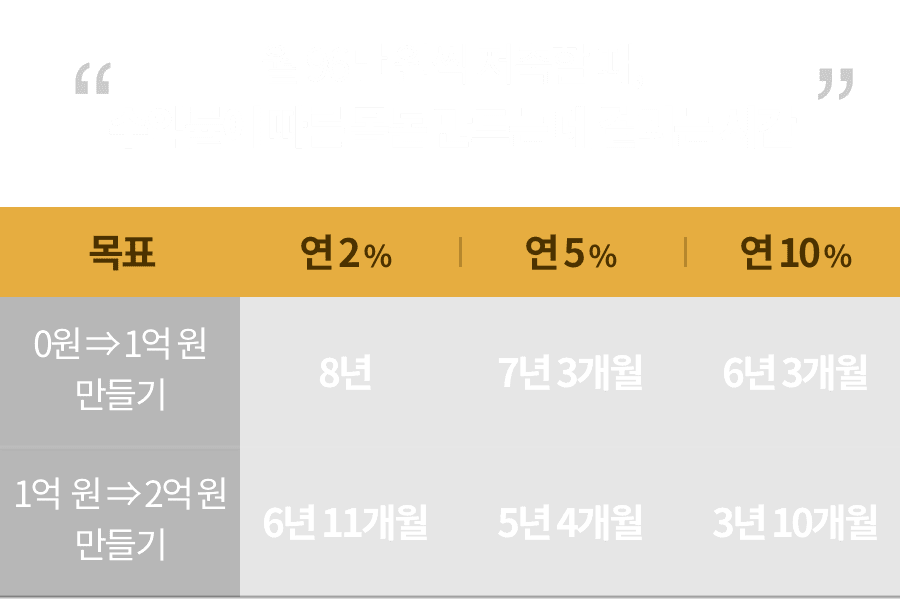 “ ”
목표 연 2% 연 5% 연 10%
0원⇒1억 원 만들기 8년 7년 3개월 6년 3개월
1억 원⇒2억 원 만들기 6년 11개월 5년 4개월 3년 10개월